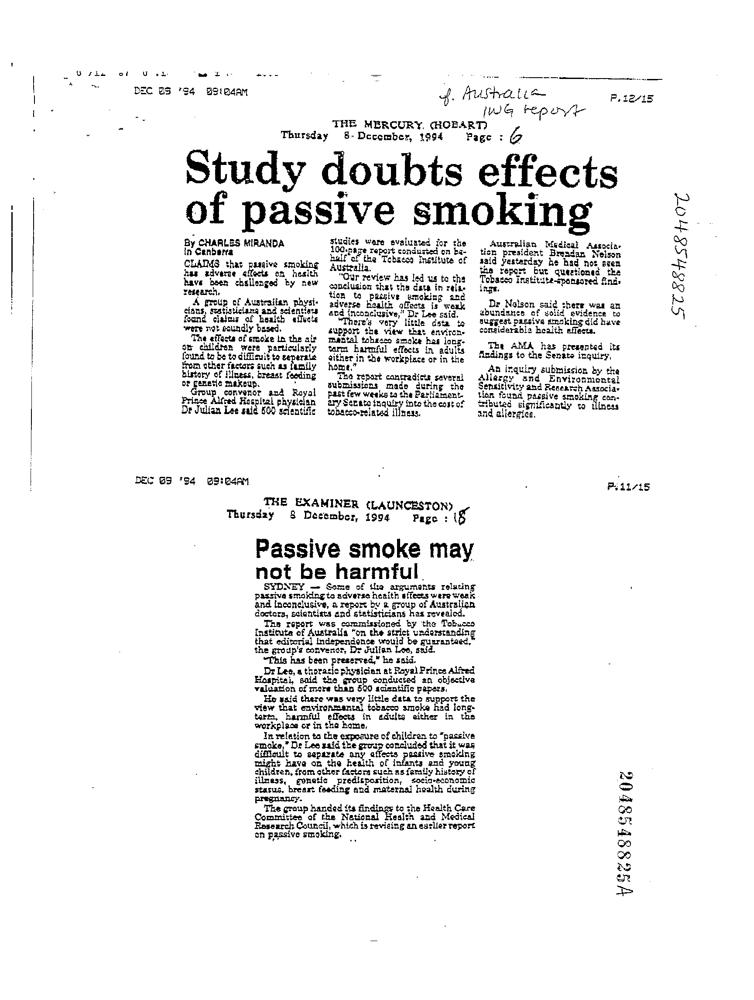 DEC 09 '94 09:04AM
P.12/15
f. Australia
IWG report
THE MERCURY (HOBART)
Thursday 8 December, 1994 Page : 6
Study doubts effects
of passive smoking
By CHARLES MIRANDA
in Canberra
CLAIMS that passive smoking
has adverse effects on health
have been challenged by new
research.
A group of Australian physi-
cians, statisticians and scientists
found claims of health effects
were not soundly based.
The effects of smoke in the air
on children were particularly
found to be to difficult to seperate
from other factors such as family
history of illness, breast feeding
or genetic makeup.
Group convenor and Royal
Prince Alfred Hospital physician
Dr Julian Lee said 600 scientific
studies were evaluated for the
100-page report conducted on be-
half of the Tobacco Institute of
Australia.
"Our review has led us to the
conclusion that the data in rela-
tion to passive smoking and
adverse health effects is weak
and inconclusive," Dr Lee said.
"There's very little data to
support the view that environ-
mental tobacco smoke has long-
term harmful effects in adults
either in the workplace or in the
home."
The report contradicts several
submissions made during the
past few weeks to the Parliament-
ary Senate inquiry into the cost of
tobacco-related illness.
Australian Medical Associa-
tion president Brendan Nelson
said yesterday he had not seen
the report but questioned the
Tobacco Institute-sponsored find-
ings.
Dr Nelson said there was an
abundance of solid evidence to
suggest passive smoking did have
considerable health effects.
The AMA has presented its
findings to the Senate inquiry.
An inquiry submission by the
Allergy and Environmental
Sensitivity and Research Associa-
tion found passive smoking con-
tributed significantly to illness
and allergies.
2048548825
DEC 09 '94 09:04AM
P.11/15
THE EXAMINER (LAUNCESTON)
Thursday 8 December, 1994 Page : 18
Passive smoke may
not be harmful
SYDNEY — Some of the arguments relating
passive smoking to adverse health effects were weak
and inconclusive, a report by a group of Australian
doctors, scientists and statisticians has revealed.
The report was commissioned by the Tobacco
Institute of Australia "on the strict understanding
that editorial independence would be guaranteed,"
the group's convenor, Dr Julian Lee, said.
"This has been preserved," he said.
Dr Lee, a thoracic physician at Royal Prince Alfred
Hospital, said the group conducted an objective
valuation of more than 600 scientific papers.
He said there was very little data to support the
view that environmental tobacco smoke had long-
term, harmful effects in adults either in the
workplace or in the home.
In relation to the exposure of children to "passive
smoke," Dr Lee said the group concluded that it was
difficult to separate any effects passive smoking
might have on the health of infants and young
children, from other factors such as family history of
illness, genetic predisposition, socio-economic
status, breast feeding and maternal health during
pregnancy.
The group handed its findings to the Health Care
Committee of the National Health and Medical
Research Council, which is revising an earlier report
on passive smoking.
2048548825A